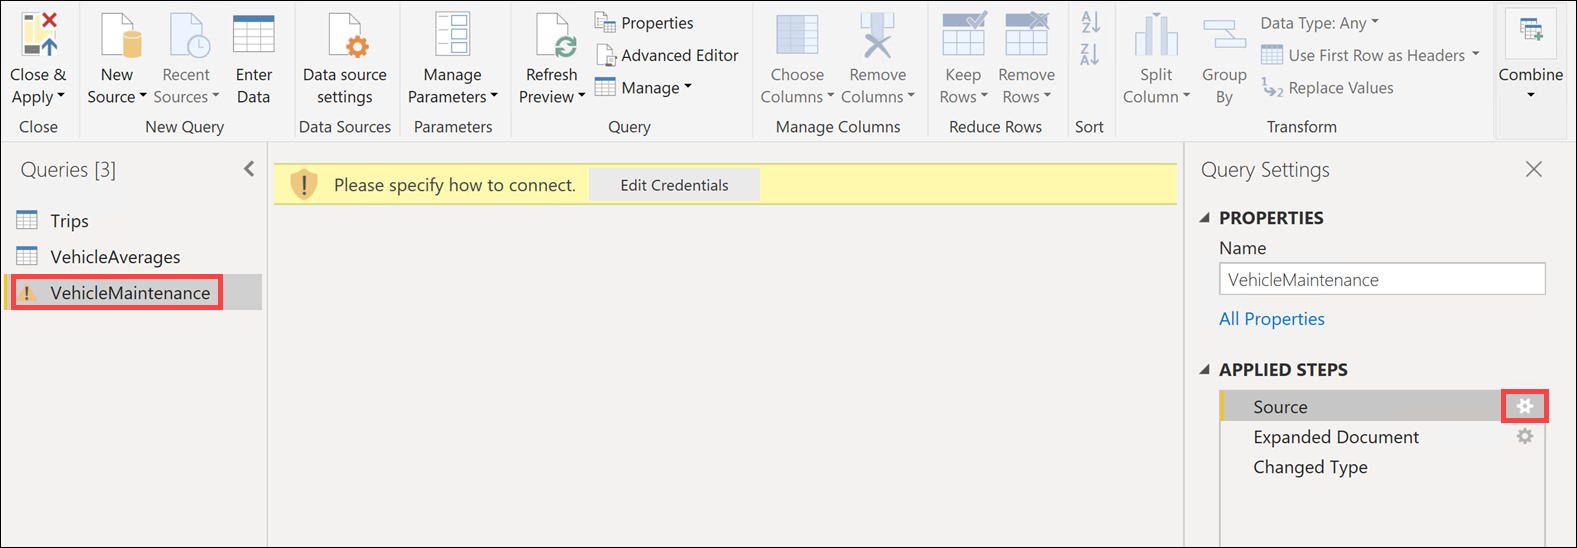 Close & Apply
Close
New Source
Recent Sources
Enter Data
New Query
Data source settings
Data Sources
Manage Parameters
Parameters
Refresh Preview
Properties
Advanced Editor
Manage
Query
Choose Columns
Remove Columns
Manage Columns
Keep Rows
Remove Rows
Reduce Rows
A
Z
Z
A
Sort
Split Column
Group By
Data Type: Any
Use First Row as Headers
1
2
Replace Values
Transform
Combine
Queries [3]
Trips
VehicleAverages
VehicleMaintenance
Please specify how to connect.
Edit Credentials
Query Settings
PROPERTIES
Name
VehicleMaintenance
All Properties
APPLIED STEPS
Source
Expanded Document
Changed Type